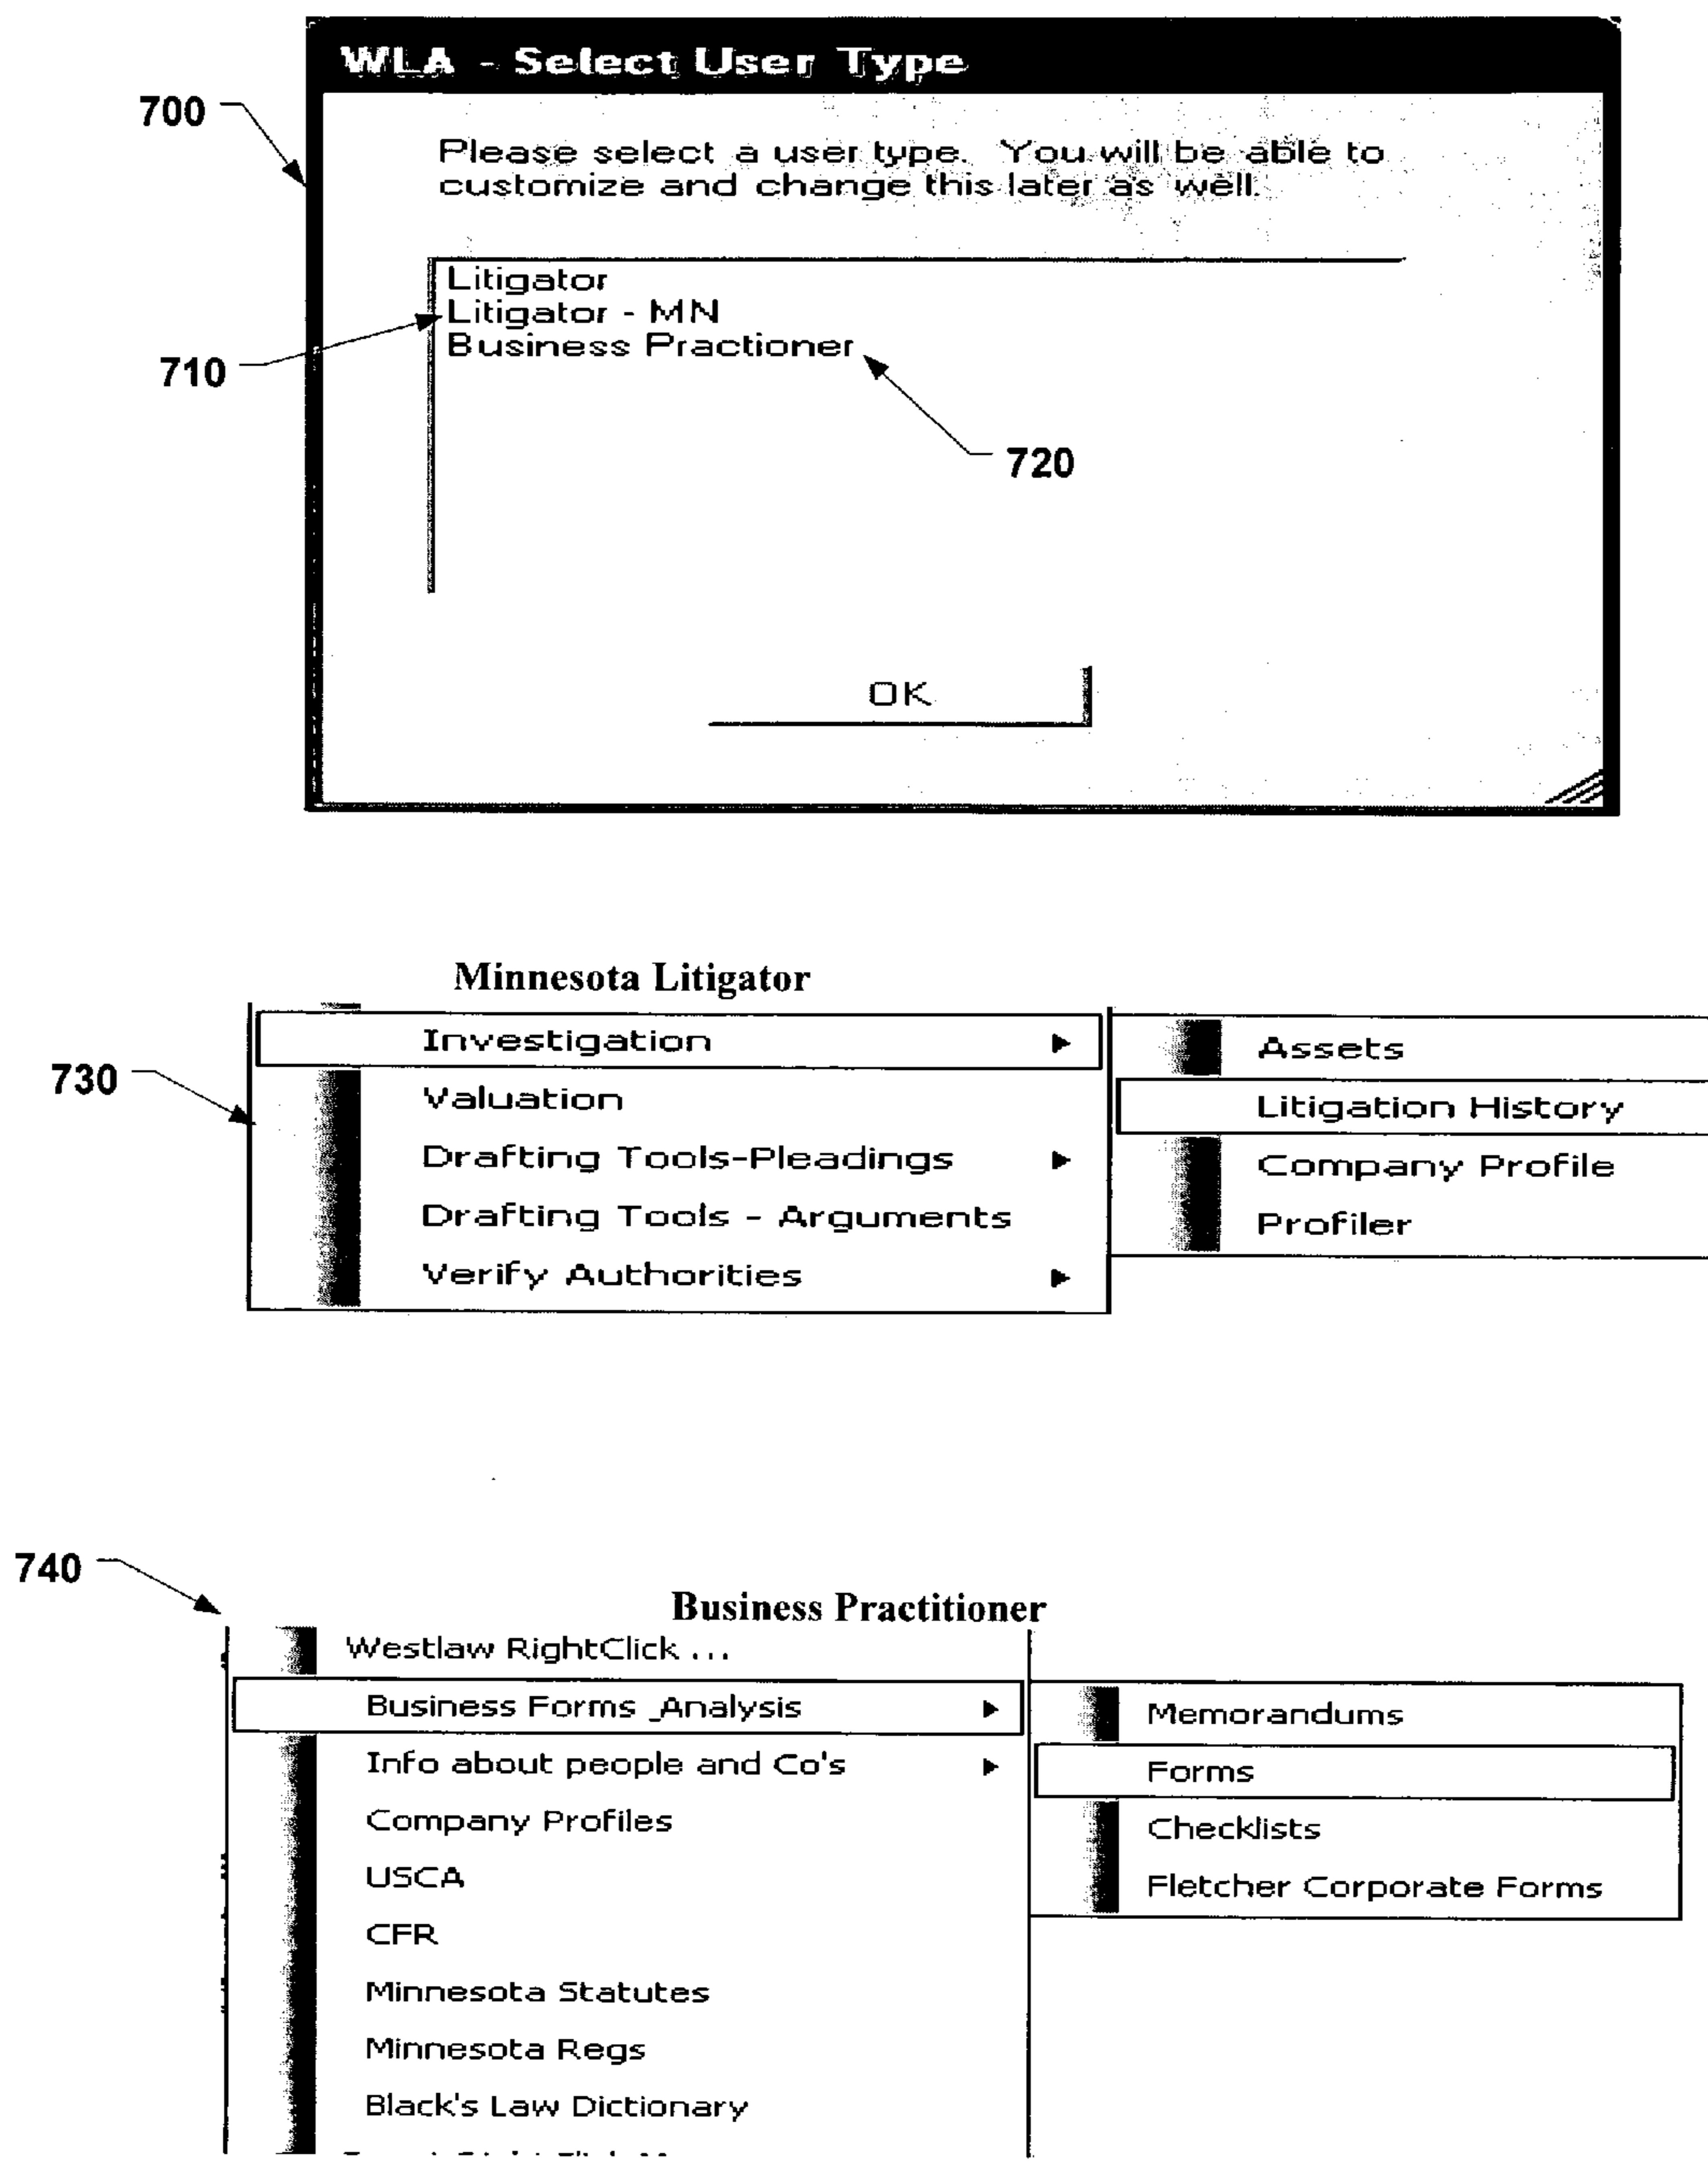 WLA - Select User Type
700
Please select a user type. You will be able to
customize and change this later as well.
Litigator
Litigator - MN
Business Practioner
710
720
OK
Minnesota Litigator
730
Investigation
Valuation
Drafting Tools-Pleadings
Drafting Tools - Arguments
Verify Authorities
Assets
Litigation History
Company Profile
Profiler
740
Business Practitioner
Westlaw RightClick ...
Business Forms _Analysis
Info about people and Co's
Company Profiles
USCA
CFR
Minnesota Statutes
Minnesota Regs
Black's Law Dictionary
Memorandums
Forms
Checklists
Fletcher Corporate Forms